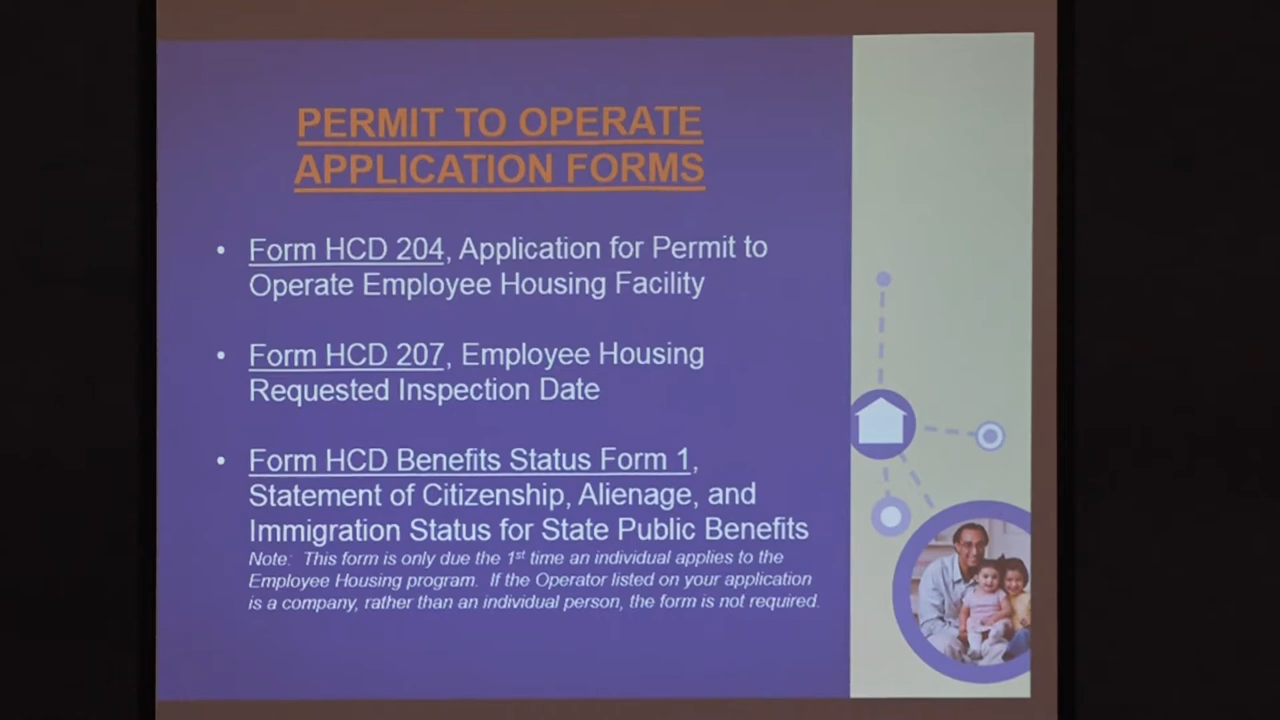 PERMIT TO OPERATE
APPLICATION FORMS
• Form HCD 204, Application for Permit to
Operate Employee Housing Facility
• Form HCD 207, Employee Housing
Requested Inspection Date
• Form HCD Benefits Status Form 1,
Statement of Citizenship, Alienage, and
Immigration Status for State Public Benefits
Note: This form is only due the 1st time an individual applies to the
Employee Housing program. If the Operator listed on your application
is a company, rather than an individual person, the form is not required.